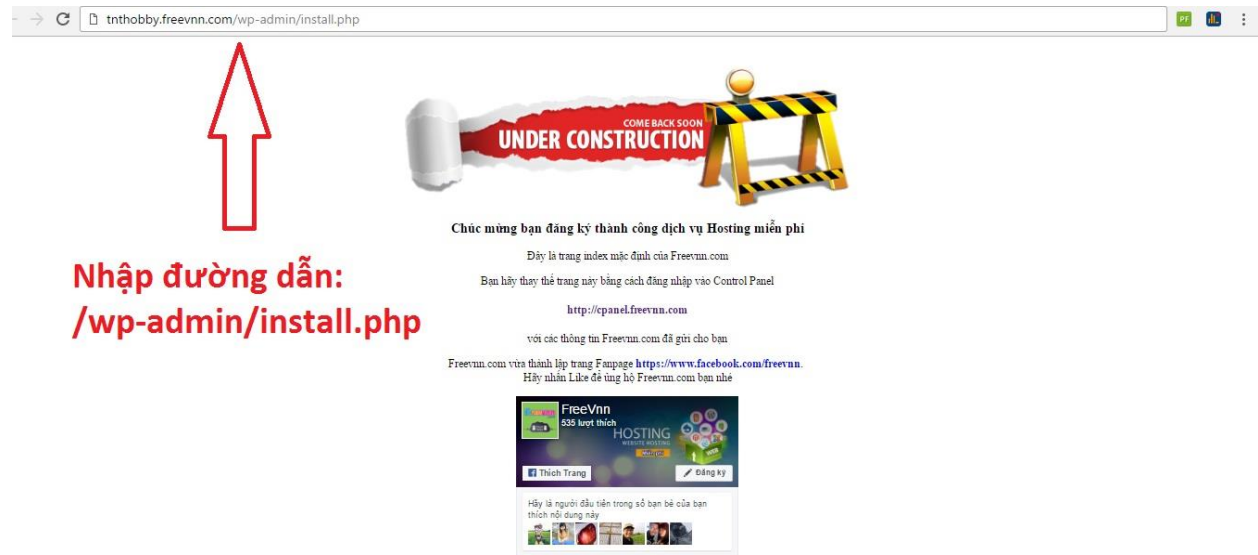 tnthobby.freevnn.com/wp-admin/install.php
PF
COME BACK SOON
UNDER CONSTRUCTION
Chúc mừng bạn đăng ký thành công dịch vụ Hosting miễn phí
Đây là trang index mặc định của Freevnn.com
Bạn hãy thay thế trang này bằng cách đăng nhập vào Control Panel
http://cpanel.freevnn.com
với các thông tin Freevnn.com đã gửi cho bạn
Freevnn.com vừa thành lập trang Fanpage https://www.facebook.com/freevnn.
Hãy nhấn Like để ủng hộ Freevnn.com bạn nhé
Nhập đường dẫn:
/wp-admin/install.php
FreeVnn
535 lượt thích
HOSTING
WEBSITE HOSTING
WEB
Thích Trang
Đăng ký
Hãy là người đầu tiên trong số bạn bè của bạn
thích nội dung này